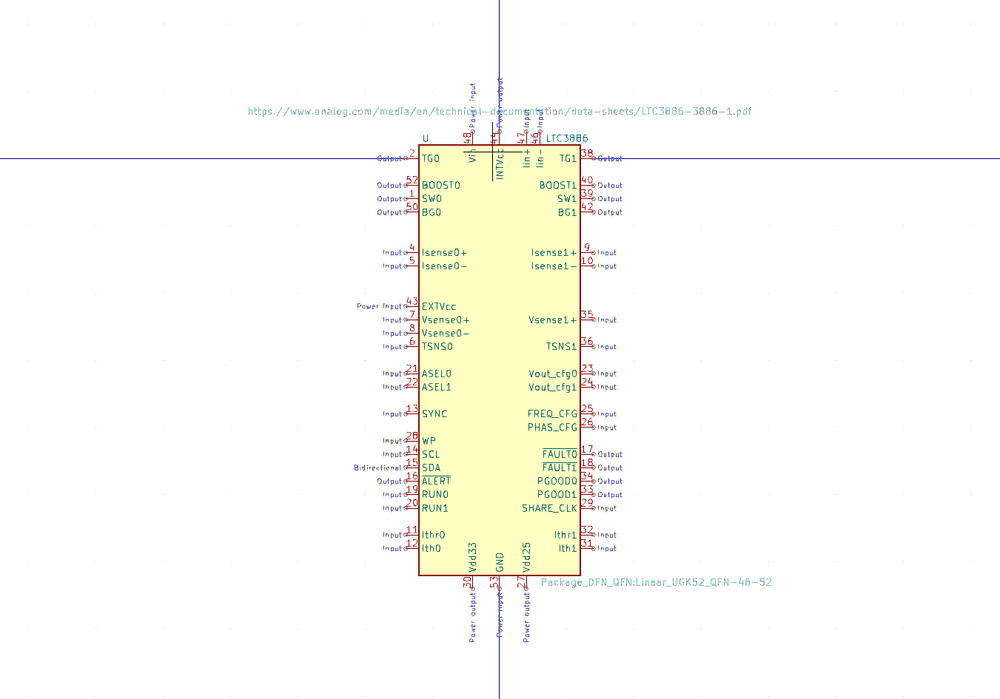 https://www.analog.com/media/en/technical-documentation/data-sheets/LTC3886-3886-1.pdf
U LTC3886
Power input 48 Vin
Power output 44 INTVcc
Input 47 Iin+
Input 46 Iin-
Output 2 TG0 TG1 38 Output
Output 52 BOOST0 BOOST1 40 Output
Output 1 SW0 SW1 39 Output
Output 50 BG0 BG1 42 Output
Input 4 Isense0+ Isense1+ 9 Input
Input 5 Isense0- Isense1- 10 Input
Power input 43 EXTVcc
Input 7 Vsense0+ Vsense1+ 35 Input
Input 8 Vsense0-
Input 6 TSNS0 TSNS1 36 Input
Input 21 ASEL0 Vout_cfg0 23 Input
Input 22 ASEL1 Vout_cfg1 24 Input
Input 13 SYNC FREQ_CFG 25 Input
PHAS_CFG 26 Input
Input 28 WP
Input 14 SCL FAULT0 17 Output
Bidirectional 15 SDA FAULT1 18 Output
Output 16 ALERT PGOOD0 34 Output
Input 19 RUN0 PGOOD1 33 Output
Input 20 RUN1 SHARE_CLK 29 Input
Input 11 Ithr0 Ithr1 32 Input
Input 12 Ith0 Ith1 31 Input
Vdd33 30 Power output
GND 53 Power input
Vdd25 27 Power output
Package_DFN_QFN:Linear_UGK52_QFN-46-52